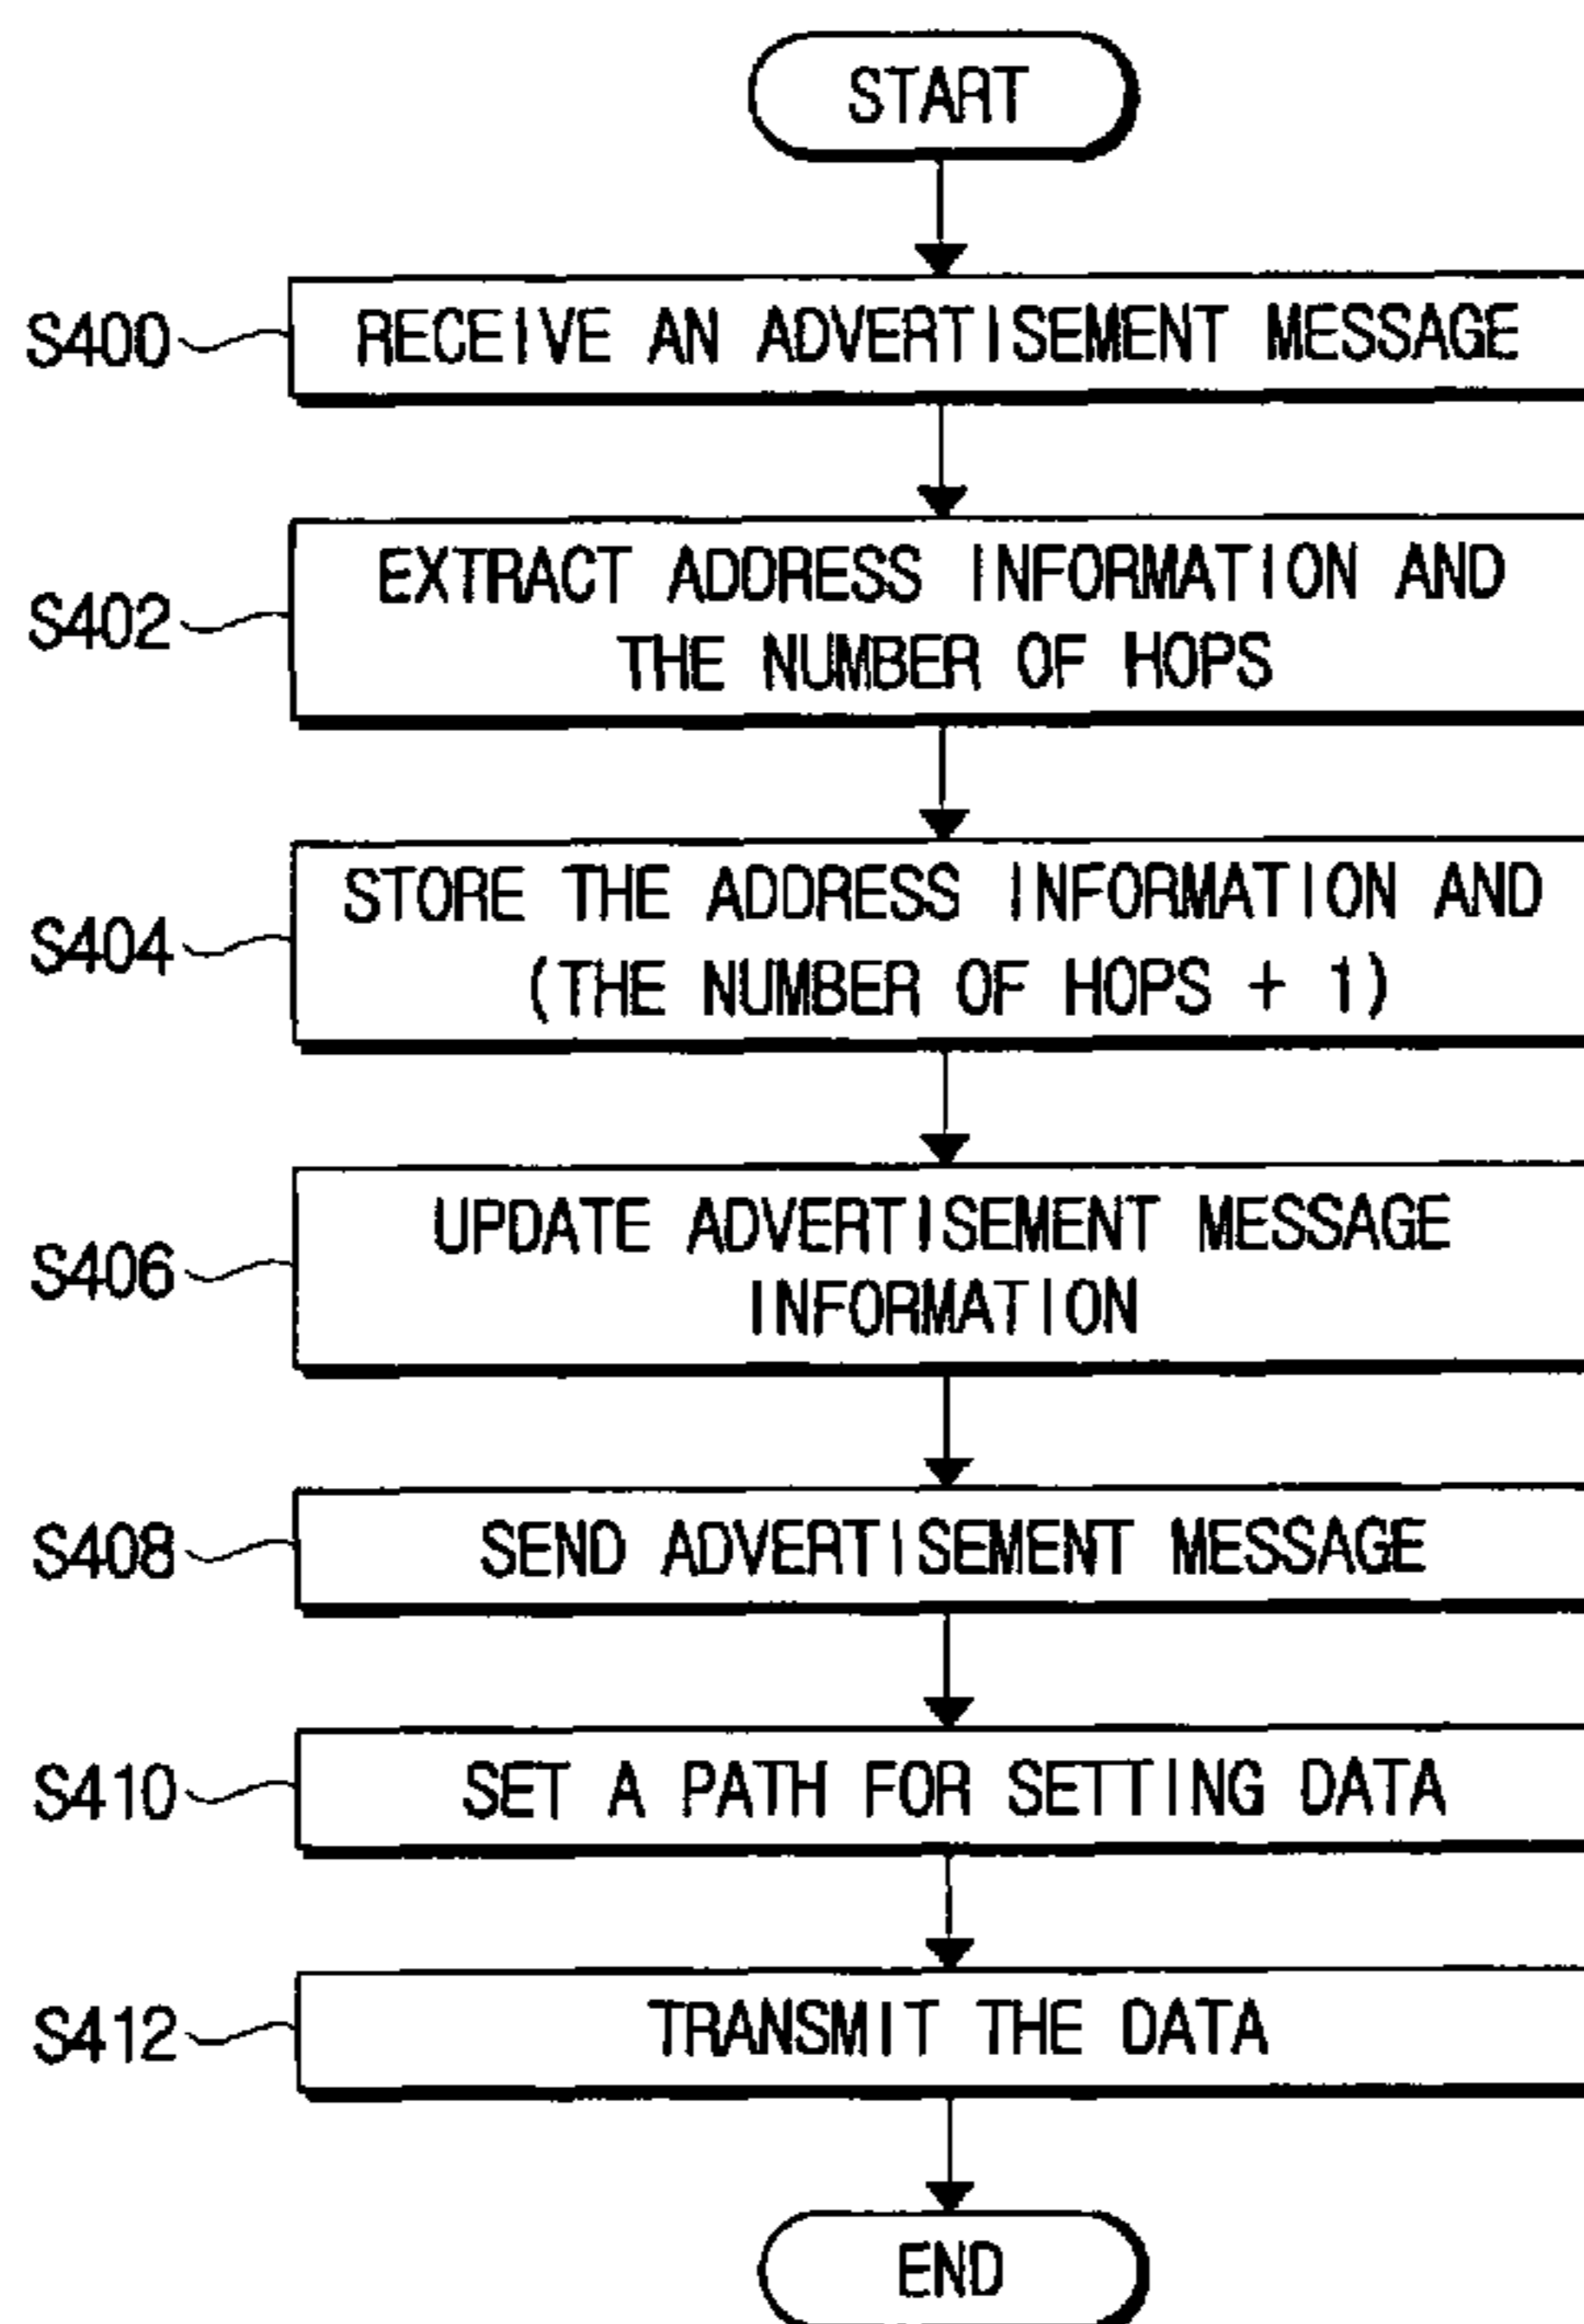 START
S400
RECEIVE AN ADVERTISEMENT MESSAGE
S402
EXTRACT ADDRESS INFORMATION AND
THE NUMBER OF HOPS
S404
STORE THE ADDRESS INFORMATION AND
(THE NUMBER OF HOPS + 1)
S406
UPDATE ADVERTISEMENT MESSAGE
INFORMATION
S408
SEND ADVERTISEMENT MESSAGE
S410
SET A PATH FOR SETTING DATA
S412
TRANSMIT THE DATA
END